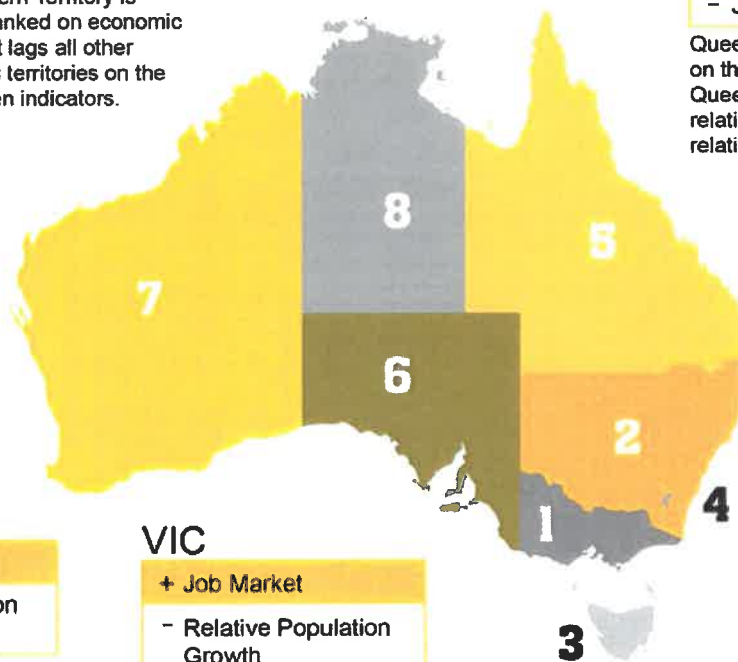 anked on economic
t lags all other
territories on the
en indicators.
Quee
on th
Quee
relati
relati
8
5
7
6
2
4
1
VIC
+ Job Market
on
- Relative Population
Growth
3